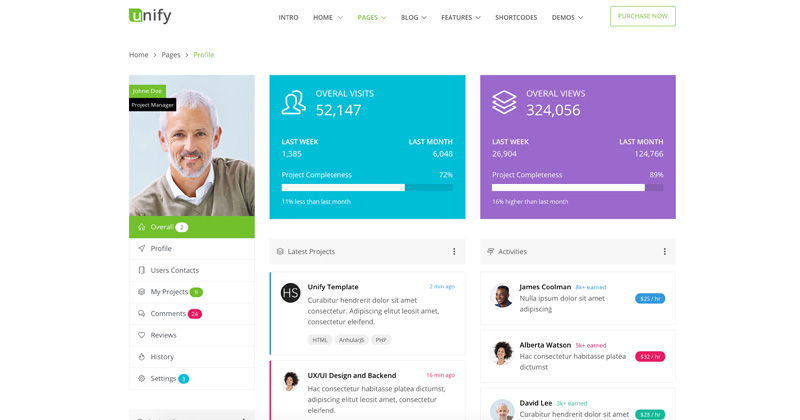 unify
INTRO HOME PAGES BLOG FEATURES SHORTCODES DEMOS PURCHASE NOW
Home > Pages > Profile
Johne Doe
Project Manager
Overall 2
Profile
Users Contacts
My Projects 9
Comments 24
Reviews
History
Settings 3
OVERALL VISITS
52,147
LAST WEEK LAST MONTH
1,385 6,048
Project Completeness 72%
11% less than last month
OVERALL VIEWS
324,056
LAST WEEK LAST MONTH
26,904 124,766
Project Completeness 89%
16% higher than last month
Latest Projects
HS
Unify Template 2 min ago
Curabitur hendrerit dolor sit amet
consectetur. Adipiscing elitut leosit amet,
consectetur eleifend.
HTML AnhularJS PHP
UX/UI Design and Backend 16 min ago
Hac consectetur habitasse platea dictumst,
adipiscing elitut leosit amet, consectetur
eleifend.
Activities
James Coolman 8k+ earned
Nulla ipsum dolor sit amet
adipiscing
$25 / hr
Alberta Watson 5k+ earned
Hac consectetur habitasse platea
dictumst
$32 / hr
David Lee 3k+ earned
Curabitur hendrerit dolor sit amet
$28 / hr